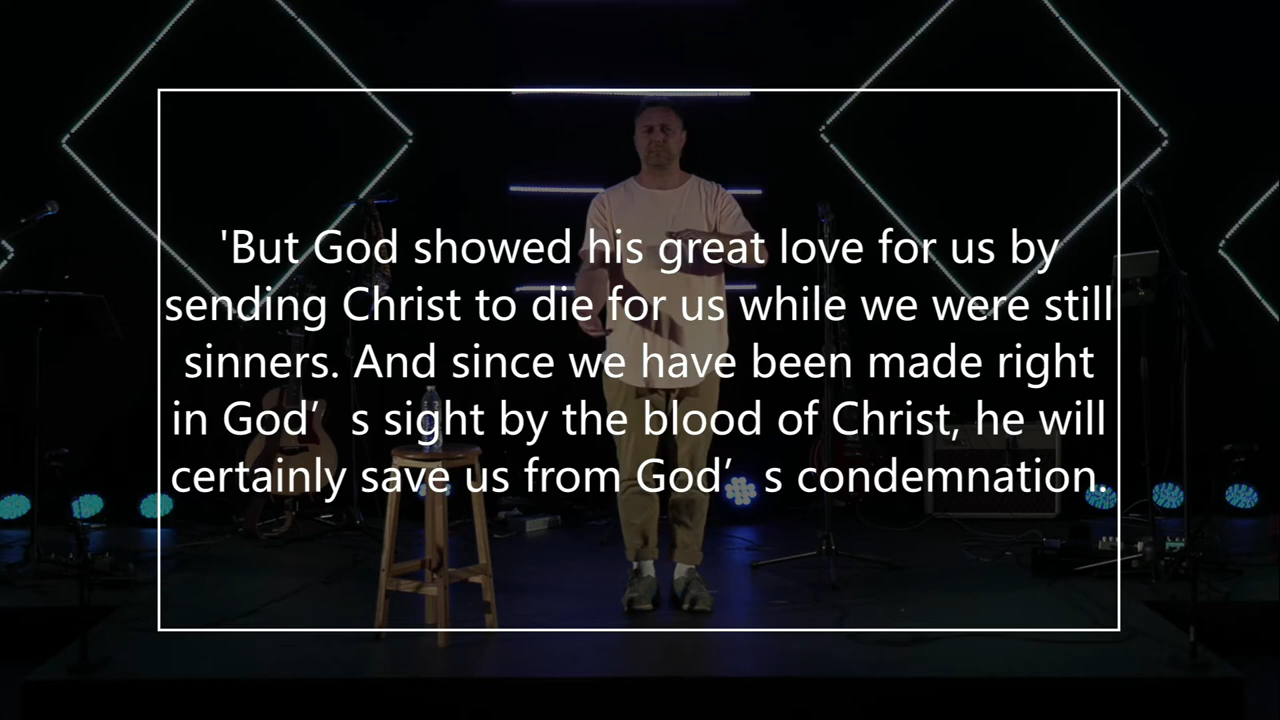 'But God showed his great love for us by
sending Christ to die for us while we were still
sinners. And since we have been made right
in God’s sight by the blood of Christ, he will
certainly save us from God’s condemnation.